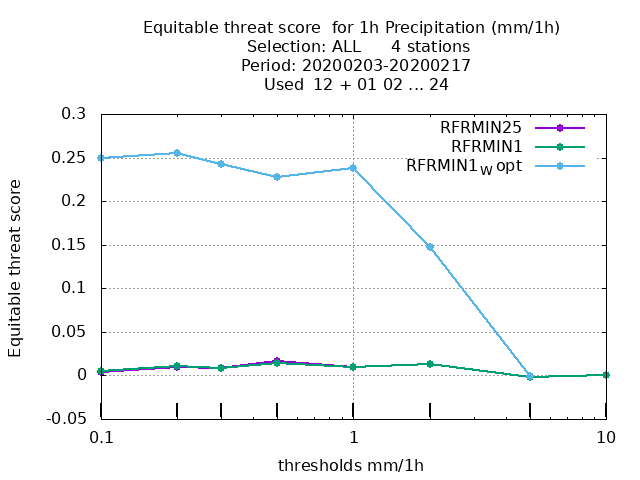 Equitable threat score  for 1h Precipitation (mm/1h)
Selection: ALL      4 stations
Period: 20200203-20200217
Used  12 + 01 02 ... 24
RFRMIN25
RFRMIN1
RFRMIN1W opt
0.3
0.25
0.2
0.15
0.1
0.05
0
-0.05
Equitable threat score
0.1
1
10
thresholds mm/1h